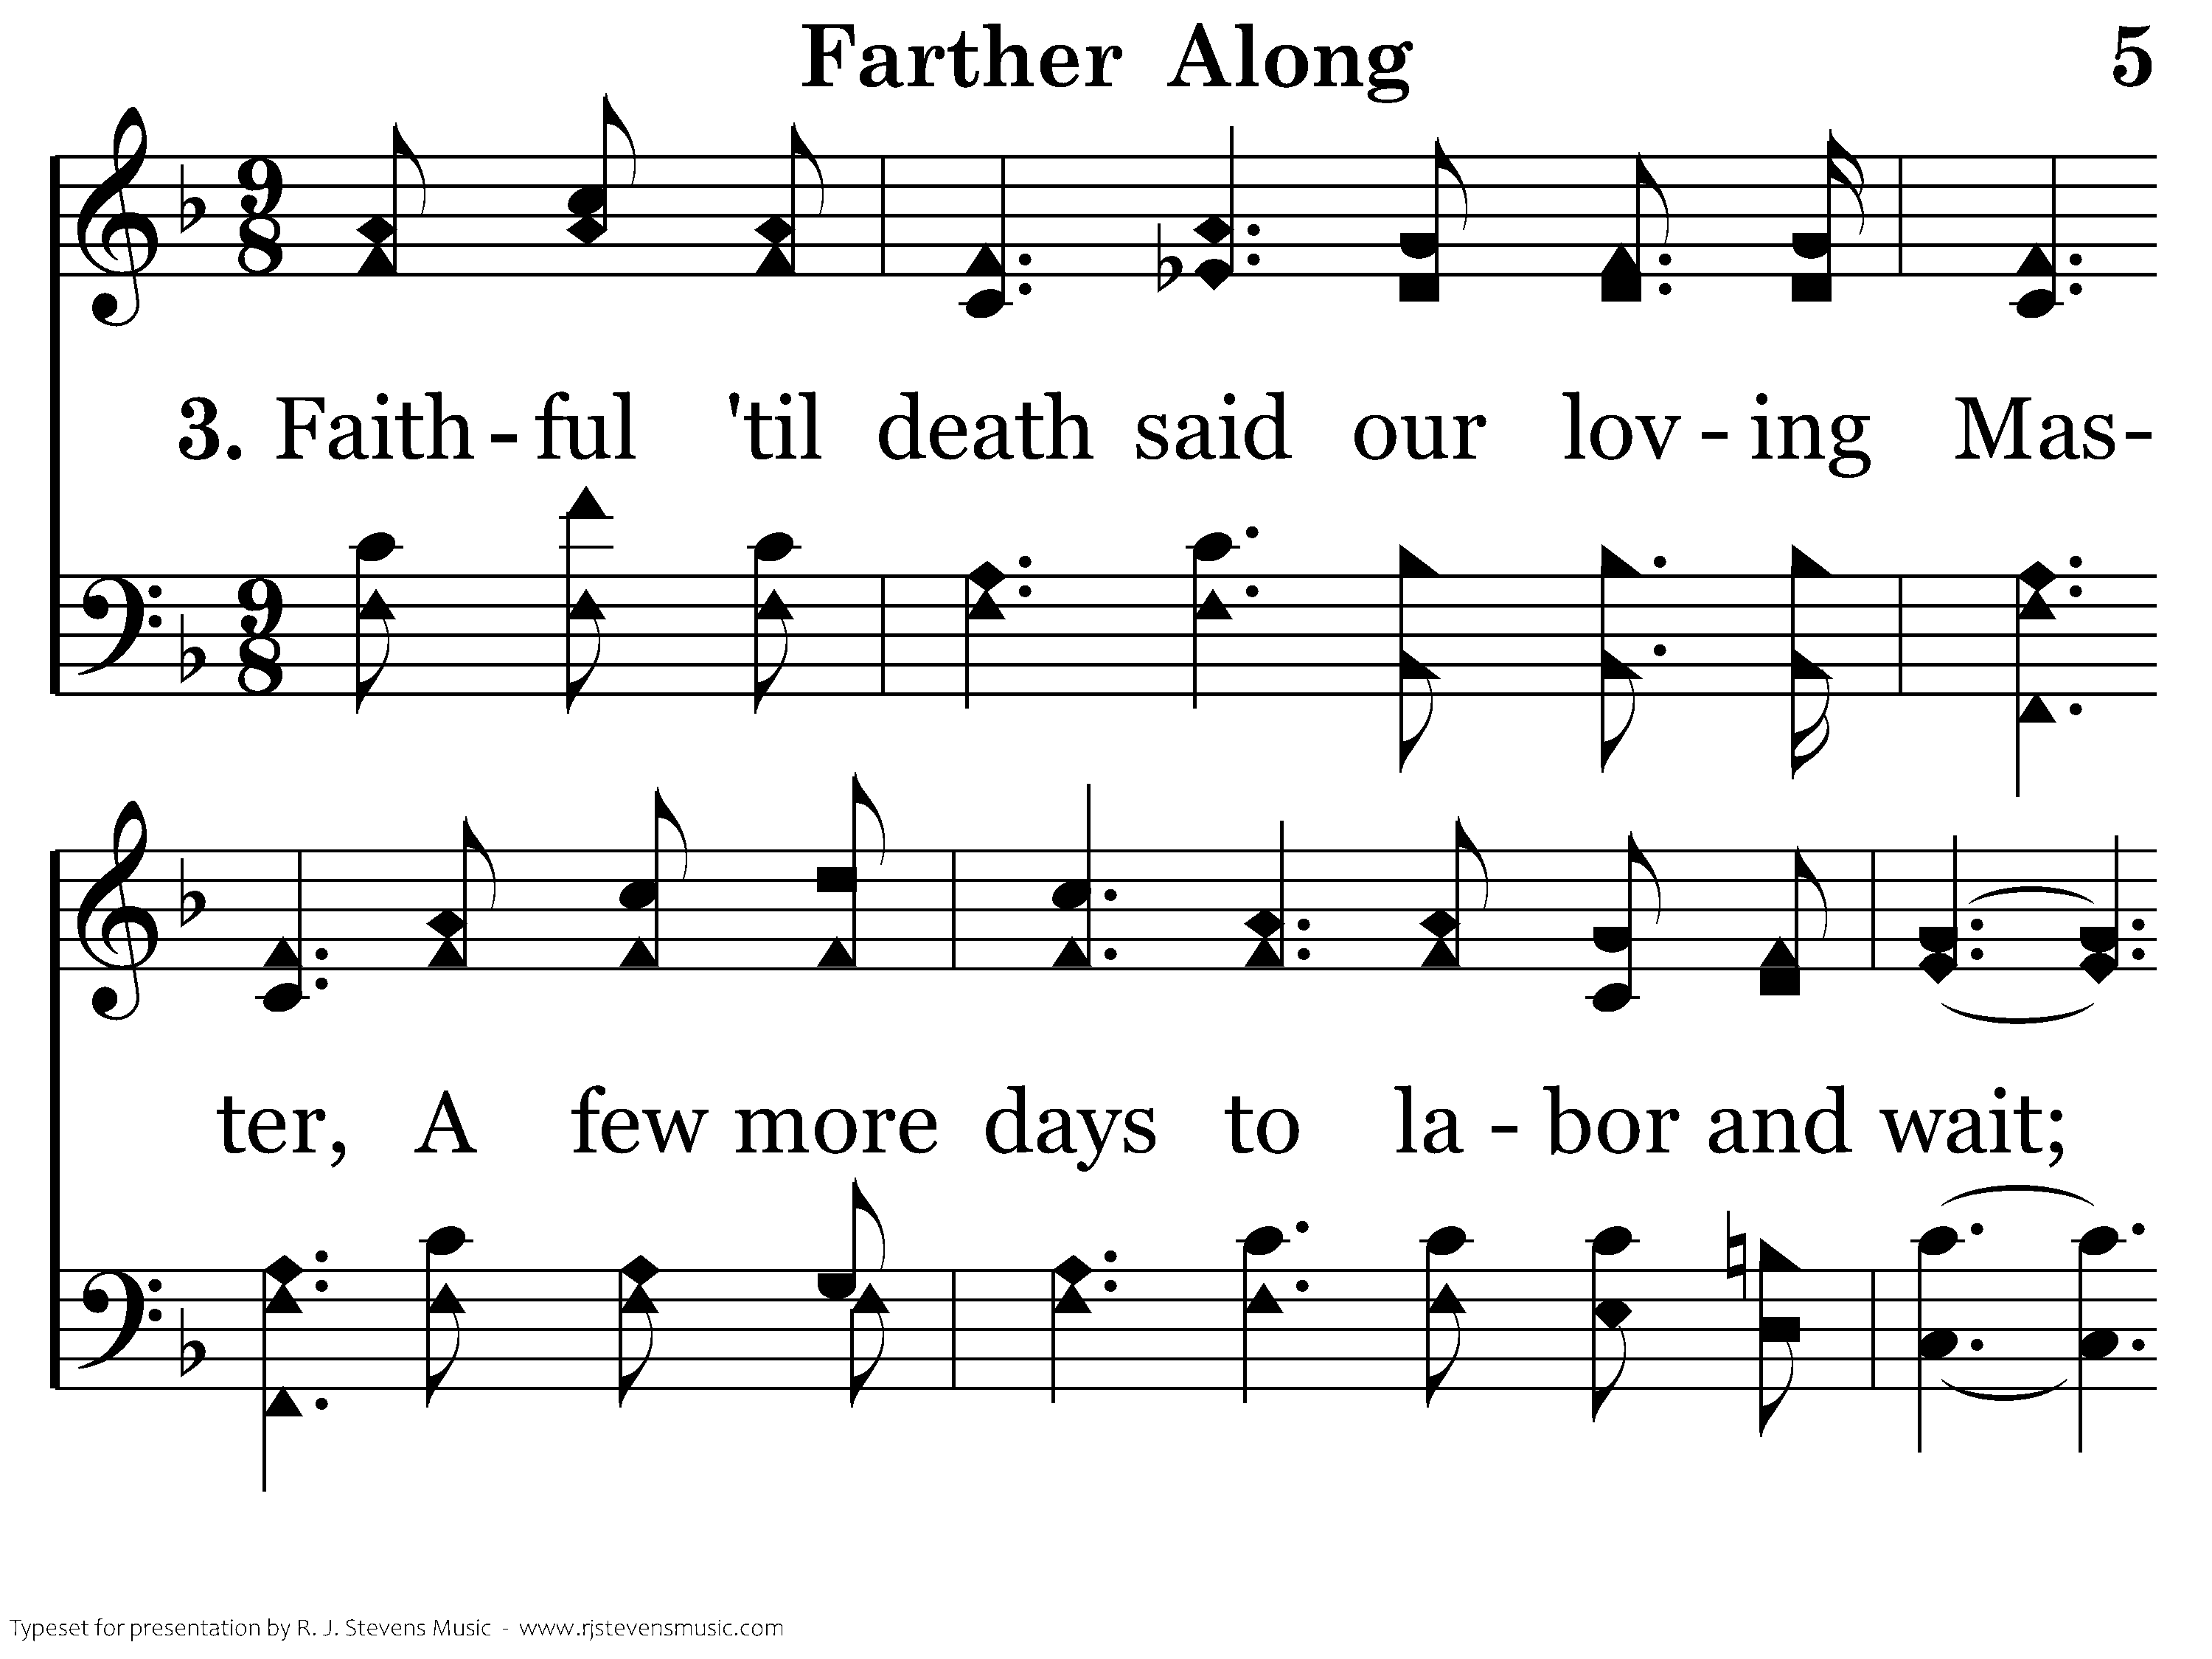 Farther Along 5
3. Faith - ful 'til death said our lov - ing Mas-
ter, A few more days to la - bor and wait;
Typeset for presentation by R. J. Stevens Music - www.rjstevensmusic.com